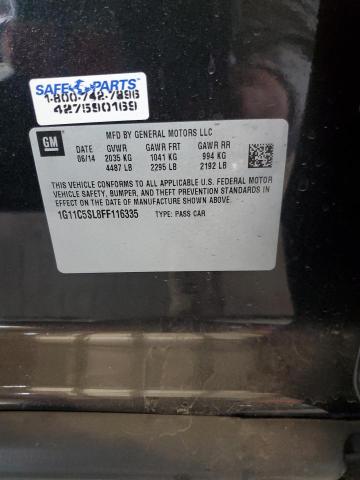 SAFE PARTS
1-800-742-7896
427590169
GM
MFD BY GENERAL MOTORS LLC
DATE GVWR GAWR FRT GAWR RR
06/14 2035 KG 1041 KG 994 KG
4487 LB 2295 LB 2192 LB
THIS VEHICLE CONFORMS TO ALL APPLICABLE U.S. FEDERAL MOTOR
VEHICLE SAFETY, BUMPER, AND THEFT PREVENTION STANDARDS IN
EFFECT ON THE DATE OF MANUFACTURE SHOWN ABOVE.
1G11C5SL8FF116335 TYPE: PASS CAR